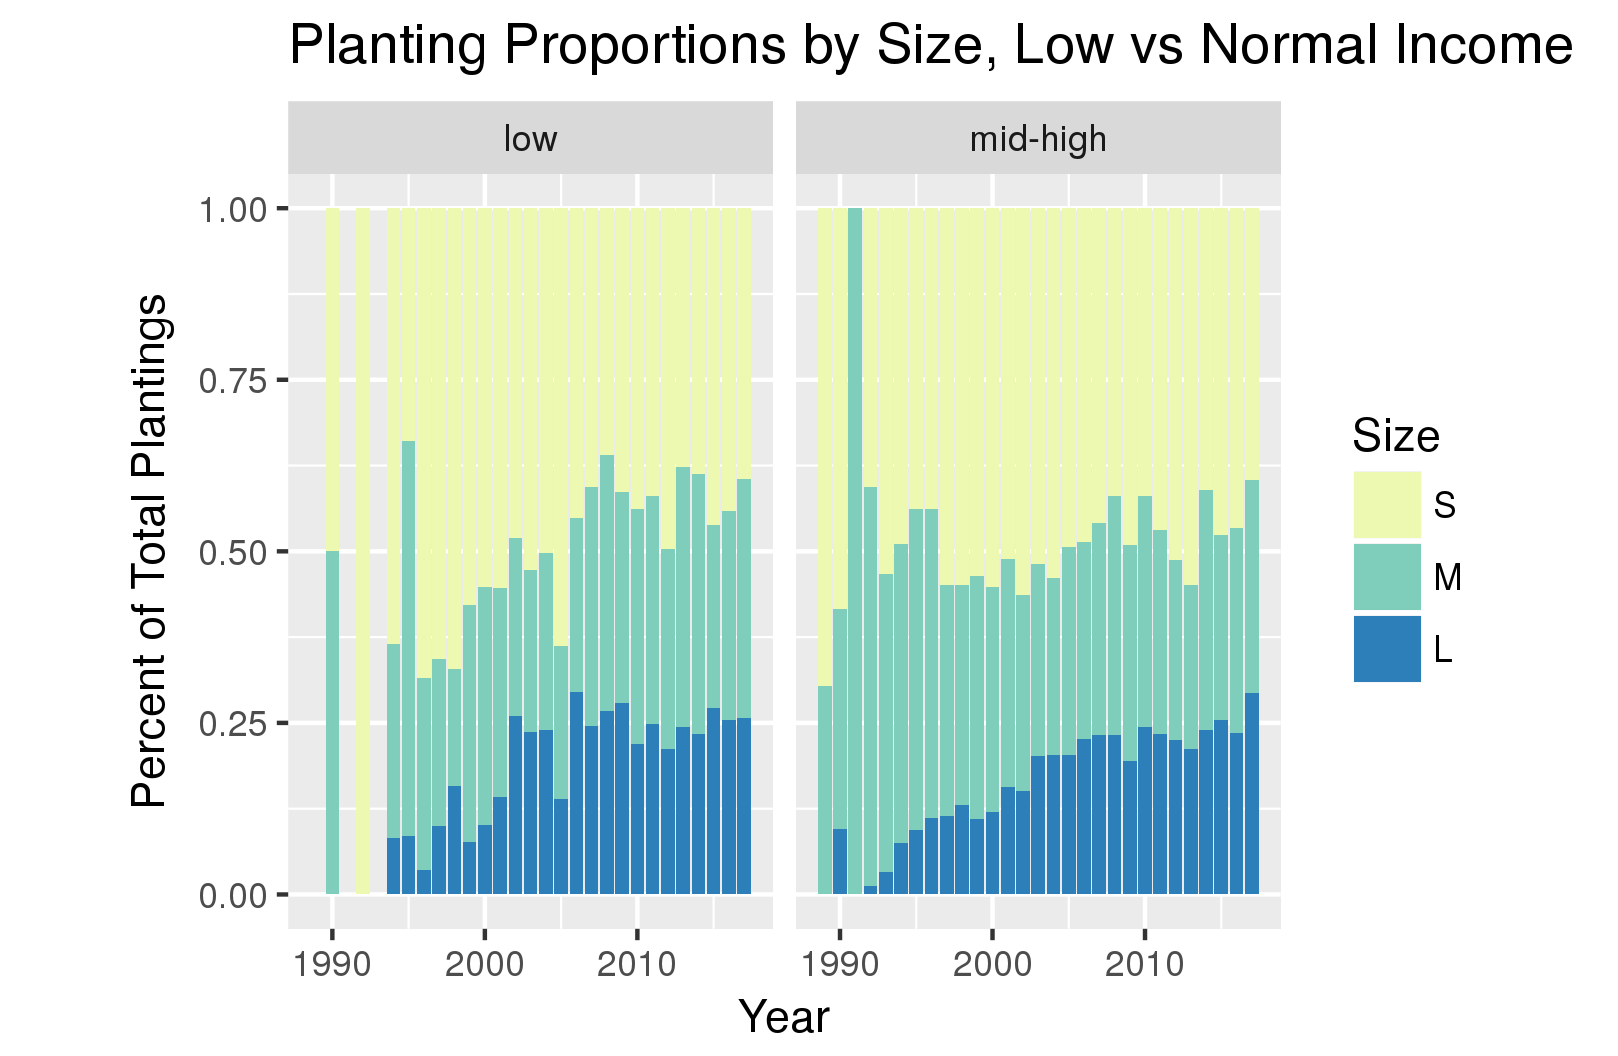 Planting Proportions by Size, Low vs Normal Income
low
mid-high
Percent of Total Plantings
1.00
0.75
0.50
0.25
0.00
1990
2000
2010
1990
2000
2010
Year
Size
S
M
L